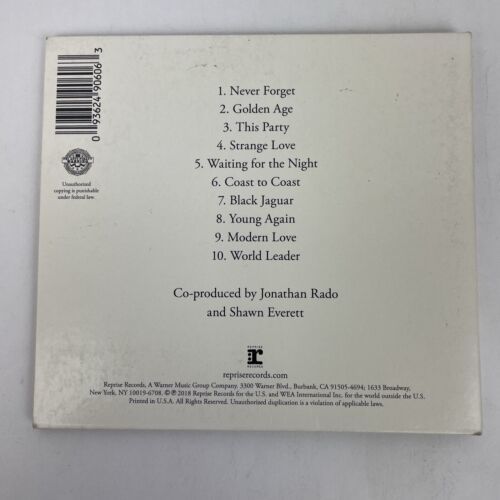 0 93624 90606 3
Unauthorized
copying is punishable
under federal law.
1. Never Forget
2. Golden Age
3. This Party
4. Strange Love
5. Waiting for the Night
6. Coast to Coast
7. Black Jaguar
8. Young Again
9. Modern Love
10. World Leader
Co-produced by Jonathan Rado
and Shawn Everett
REPRISE
r
RECORDS
repriserecords.com
Reprise Records, A Warner Music Group Company. 3300 Warner Blvd., Burbank, CA 91505-4694; 1633 Broadway,
New York, NY 10019-6708. © ℗ 2018 Reprise Records for the U.S. and WEA International Inc. for the world outside the U.S.
Printed in U.S.A. All Rights Reserved. Unauthorized duplication is a violation of applicable laws.